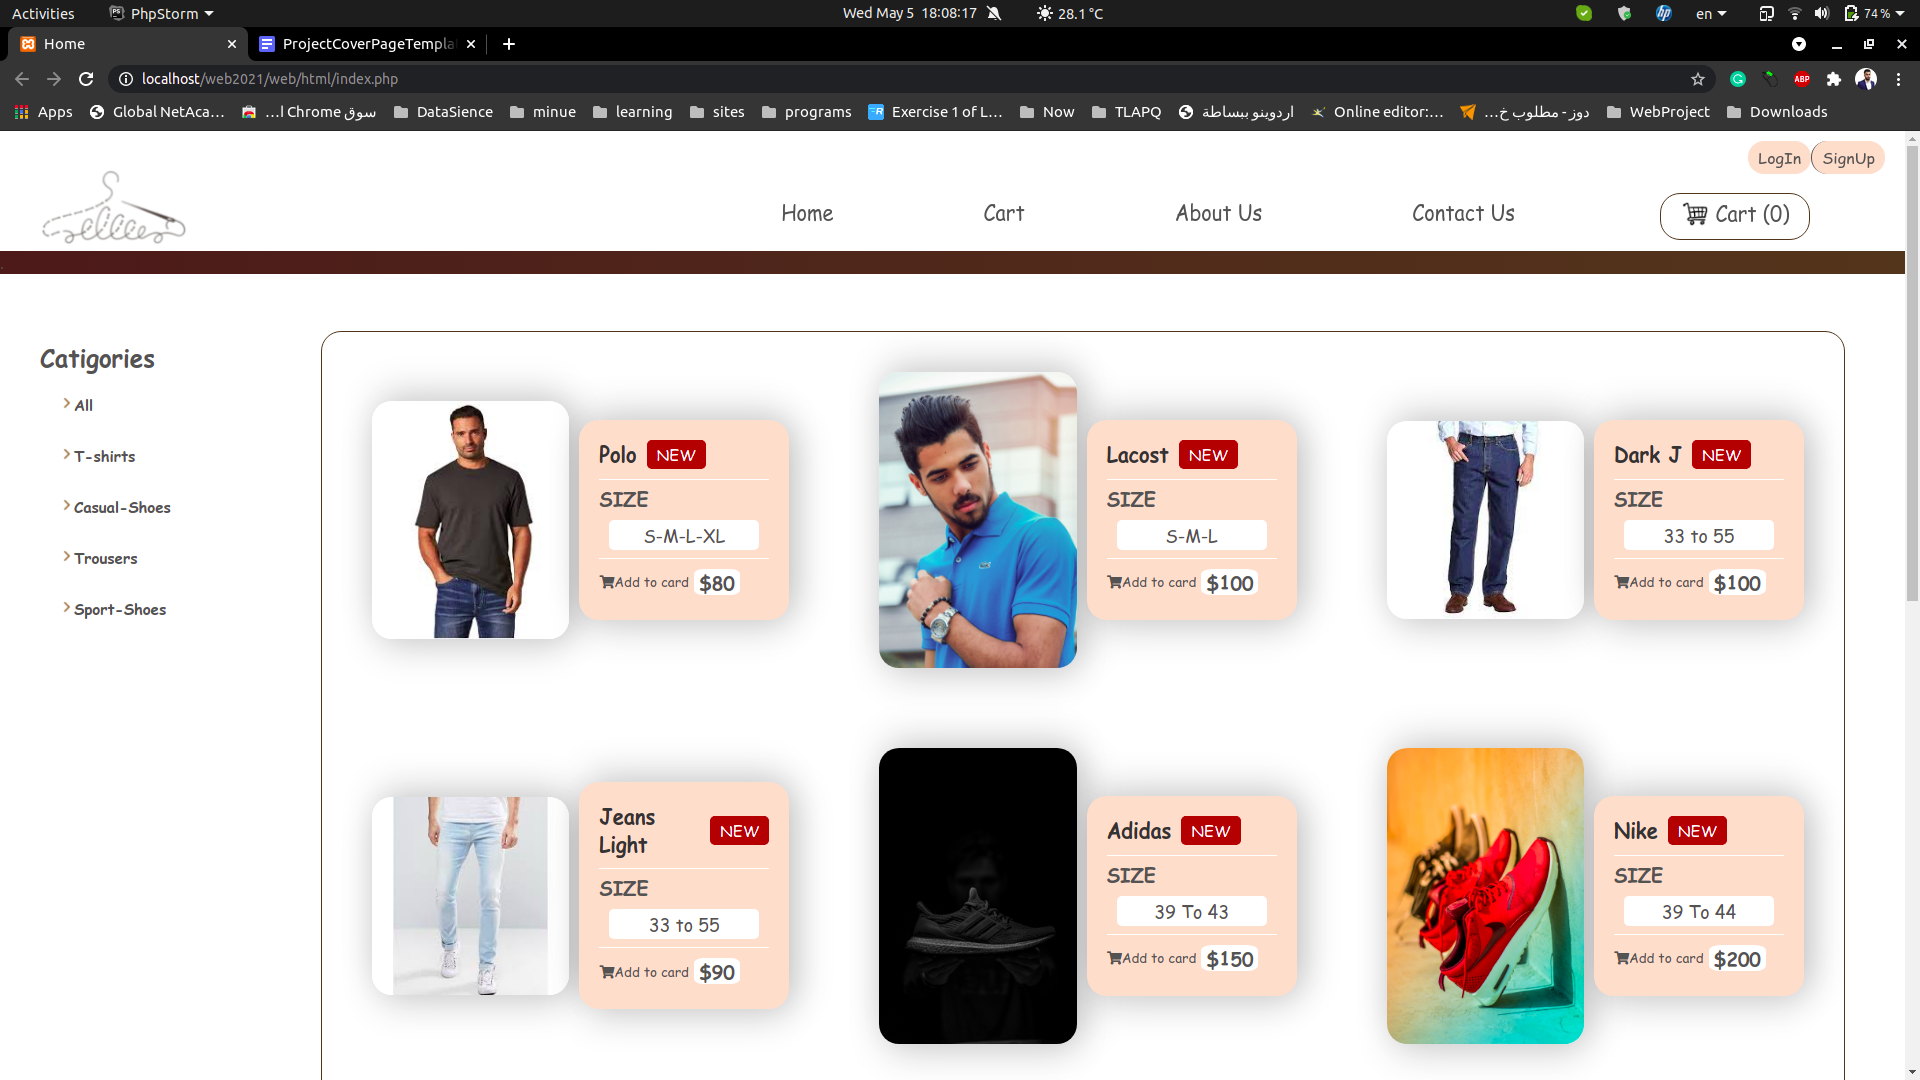 Activities PhpStorm Wed May 5 18:08:17 28.1 °C en 74 %
Home ProjectCoverPageTempla
localhost/web2021/web/html/index.php ABP
Apps Global NetAca... سوق Chrome ا... DataSience minue learning sites programs Exercise 1 of L... Now TLAPQ اردوينو ببساطة Online editor:... دوز - مطلوب خ... WebProject Downloads
LogIn SignUp
Home Cart About Us Contact Us Cart (0)
Catigories
All
T-shirts
Casual-Shoes
Trousers
Sport-Shoes
Polo NEW
SIZE
S-M-L-XL
Add to card $80
Lacost NEW
SIZE
S-M-L
Add to card $100
Dark J NEW
SIZE
33 to 55
Add to card $100
Jeans
Light NEW
SIZE
33 to 55
Add to card $90
Adidas NEW
SIZE
39 To 43
Add to card $150
Nike NEW
SIZE
39 To 44
Add to card $200